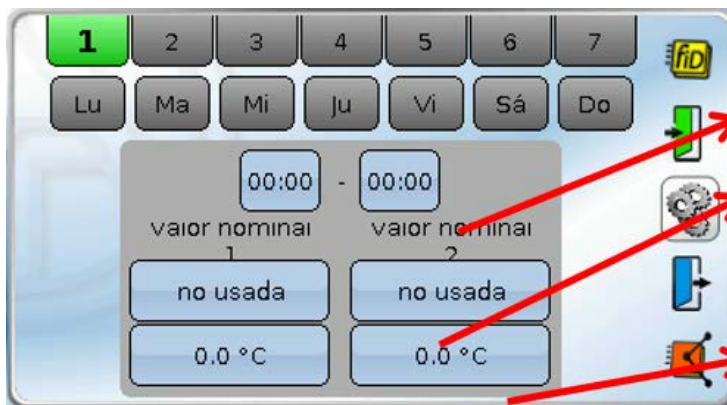 1 2 3 4 5 6 7
Lu Ma Mi Ju Vi Sá Do
00:00 - 00:00
valor nominal valor nominal
1 2
no usada no usada
0.0 °C 0.0 °C
fiD